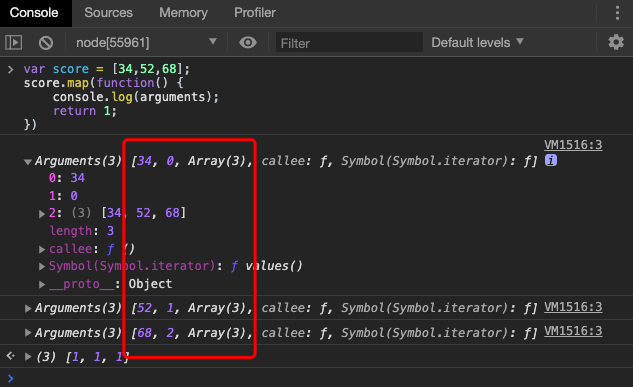 Console Sources Memory Profiler
node[55961] ▼ Filter Default levels ▼
> var score = [34,52,68];
score.map(function() {
    console.log(arguments);
    return 1;
})
VM1516:3
▼Arguments(3) [34, 0, Array(3), callee: ƒ, Symbol(Symbol.iterator): ƒ] i
0: 34
1: 0
▶2: (3) [34, 52, 68]
length: 3
▶callee: ƒ ()
▶Symbol(Symbol.iterator): ƒ values()
▶__proto__: Object
▶Arguments(3) [52, 1, Array(3), callee: ƒ, Symbol(Symbol.iterator): ƒ] VM1516:3
▶Arguments(3) [68, 2, Array(3), callee: ƒ, Symbol(Symbol.iterator): ƒ] VM1516:3
▶(3) [1, 1, 1]